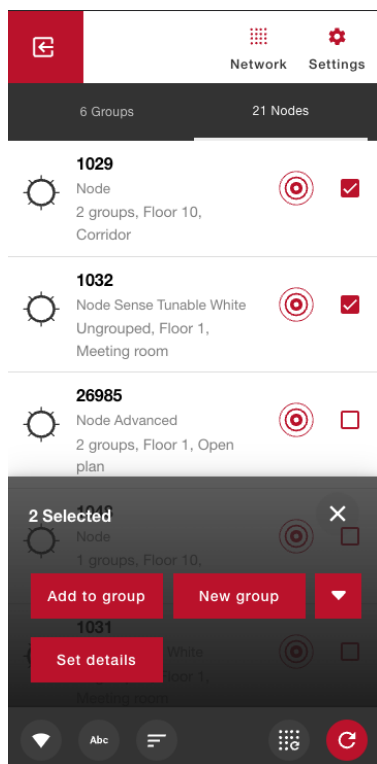 Network Settings
6 Groups 21 Nodes
1029
Node
2 groups, Floor 10,
Corridor
1032
Node Sense Tunable White
Ungrouped, Floor 1,
Meeting room
26985
Node Advanced
2 groups, Floor 1, Open
plan
2 Selected
1048
Node
1 groups, Floor 10,
Add to group New group
1031
White
Set details
Floor 1,
Meeting room
Abc